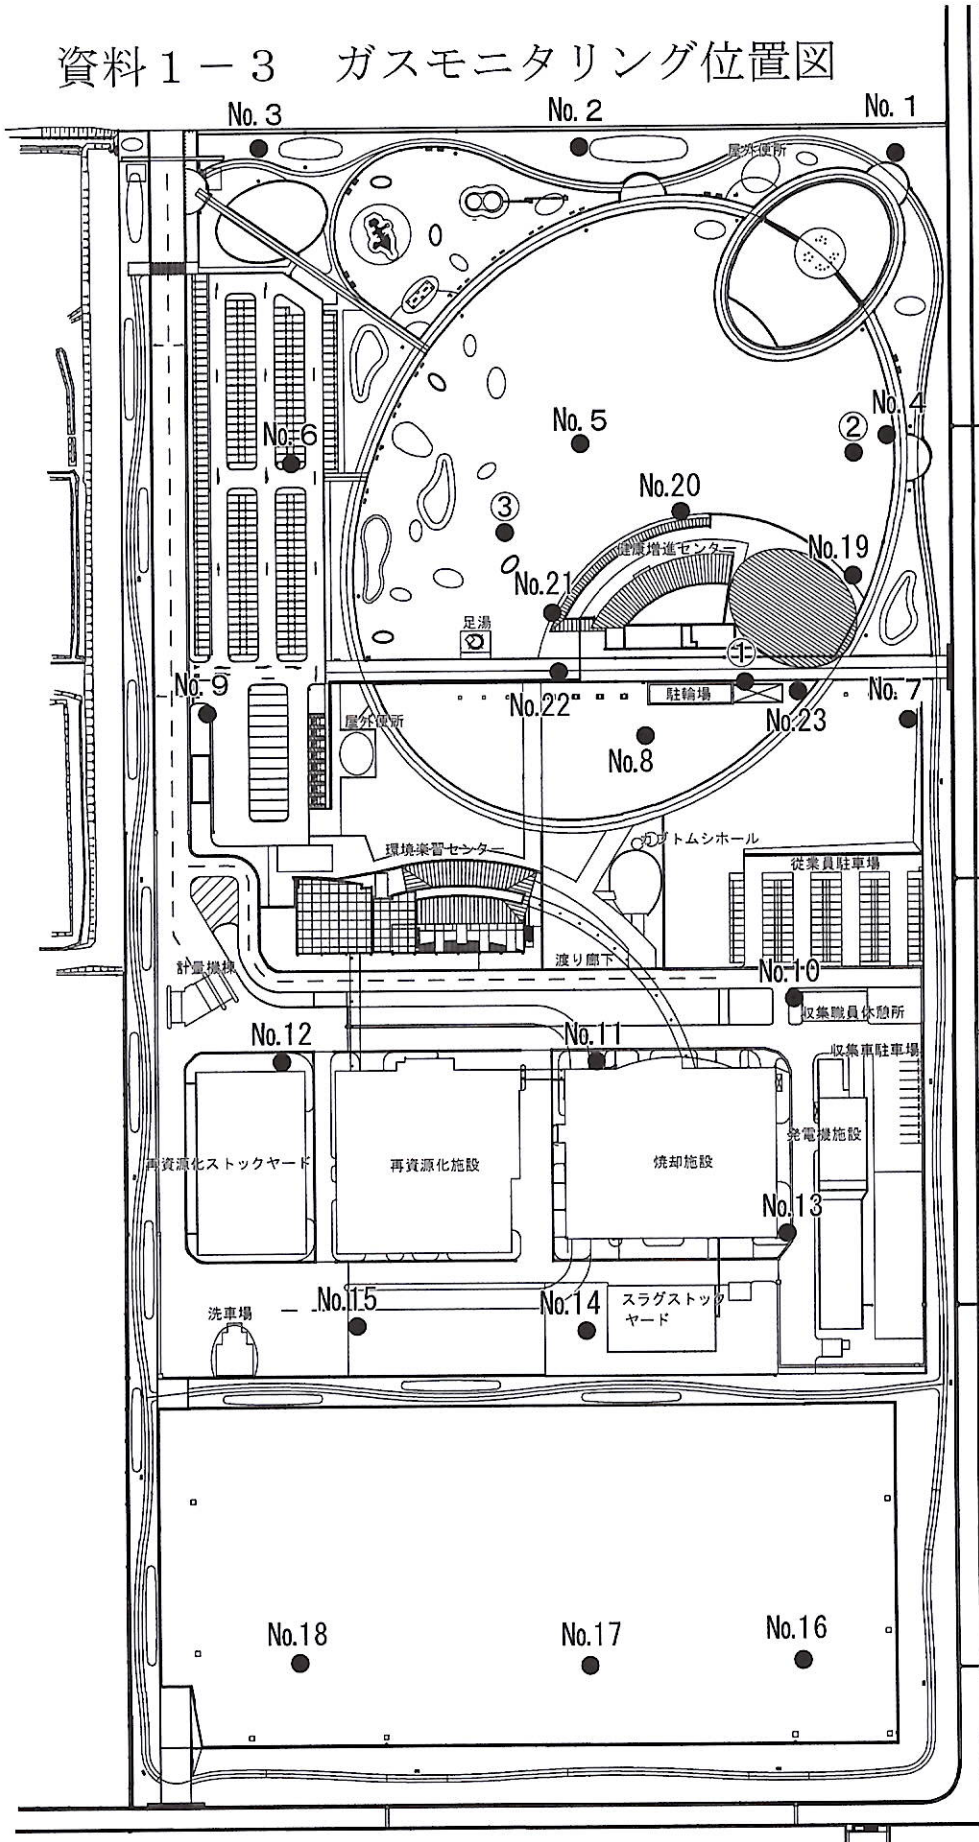 資料1－3　ガスモニタリング位置図
No. 3
No. 2
No. 1
屋外便所
No. 4
②
No. 5
No. 6
No.20
③
健康増進センター
No.19
No.21
足湯
①
No. 9
No.22
駐輪場
No. 7
No.23
屋外便所
No.8
カブトムシホール
環境楽習センター
従業員駐車場
渡り廊下
計量機棟
No.10
収集職員休憩所
No.12
No.11
収集車駐車場
発電機施設
再資源化ストックヤード
再資源化施設
焼却施設
No.13
No.15
No.14
スラグストック
ヤード
洗車場
No.18
No.17
No.16